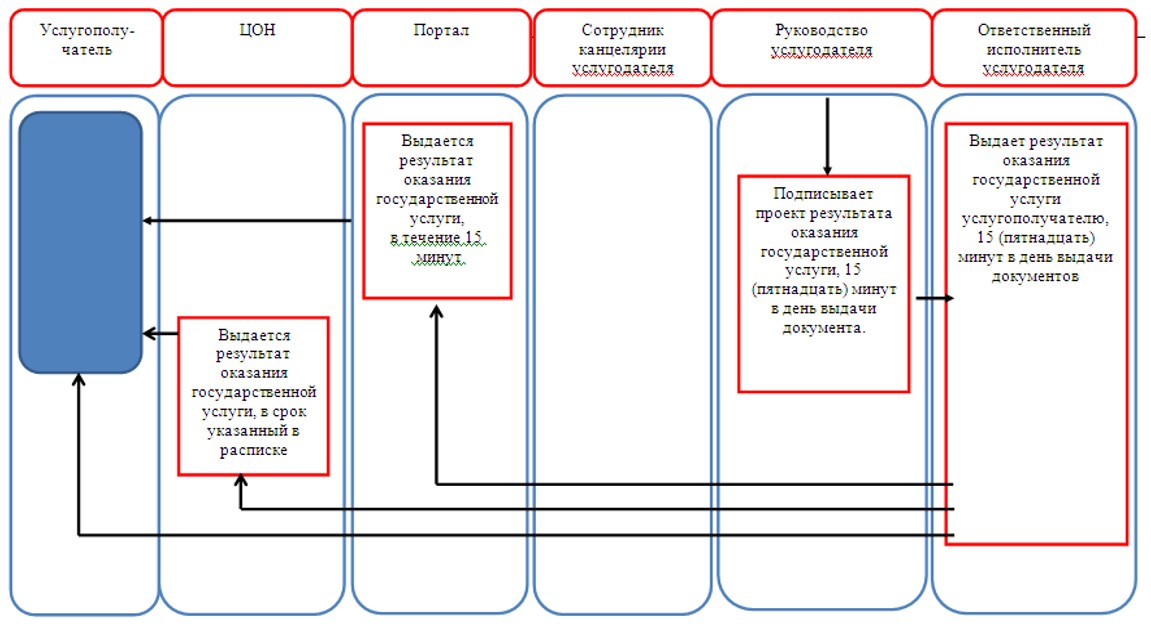 Услугополу-
чатель
ЦОН
Портал
Сотрудник
канцелярии
услугодателя
Руководство
услугодателя
Ответственный
исполнитель
услугодателя
Выдается
результат
оказания
государственной
услуги,
в течение 15
минут
Выдается
результат
оказания
государственной
услуги, в срок
указанный в
расписке
Подписывает
проект результата
оказания
государственной
услуги, 15
(пятнадцать) минут
в день выдачи
документа.
Выдает результат
оказания
государственной
услуги
услугополучателю,
15 (пятнадцать)
минут в день выдачи
документов